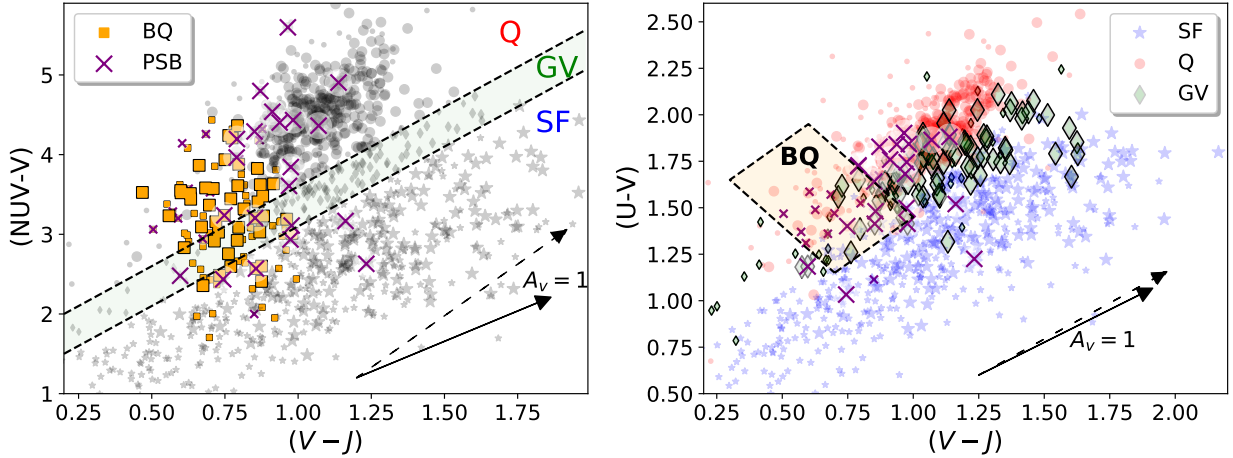 BQ
PSB
Q
GV
SF
A_v = 1
5
4
3
2
1
(NUV-V)
0.25 0.50 0.75 1.00 1.25 1.50 1.75
(V − J)
SF
Q
GV
BQ
A_v = 1
2.50
2.25
2.00
1.75
1.50
1.25
1.00
0.75
0.50
(U-V)
0.25 0.50 0.75 1.00 1.25 1.50 1.75 2.00
(V − J)